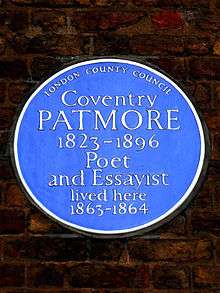 LONDON COUNTY COUNCIL
Coventry
PATMORE
1823-1896
Poet
and Essayist
lived here
1863-1864